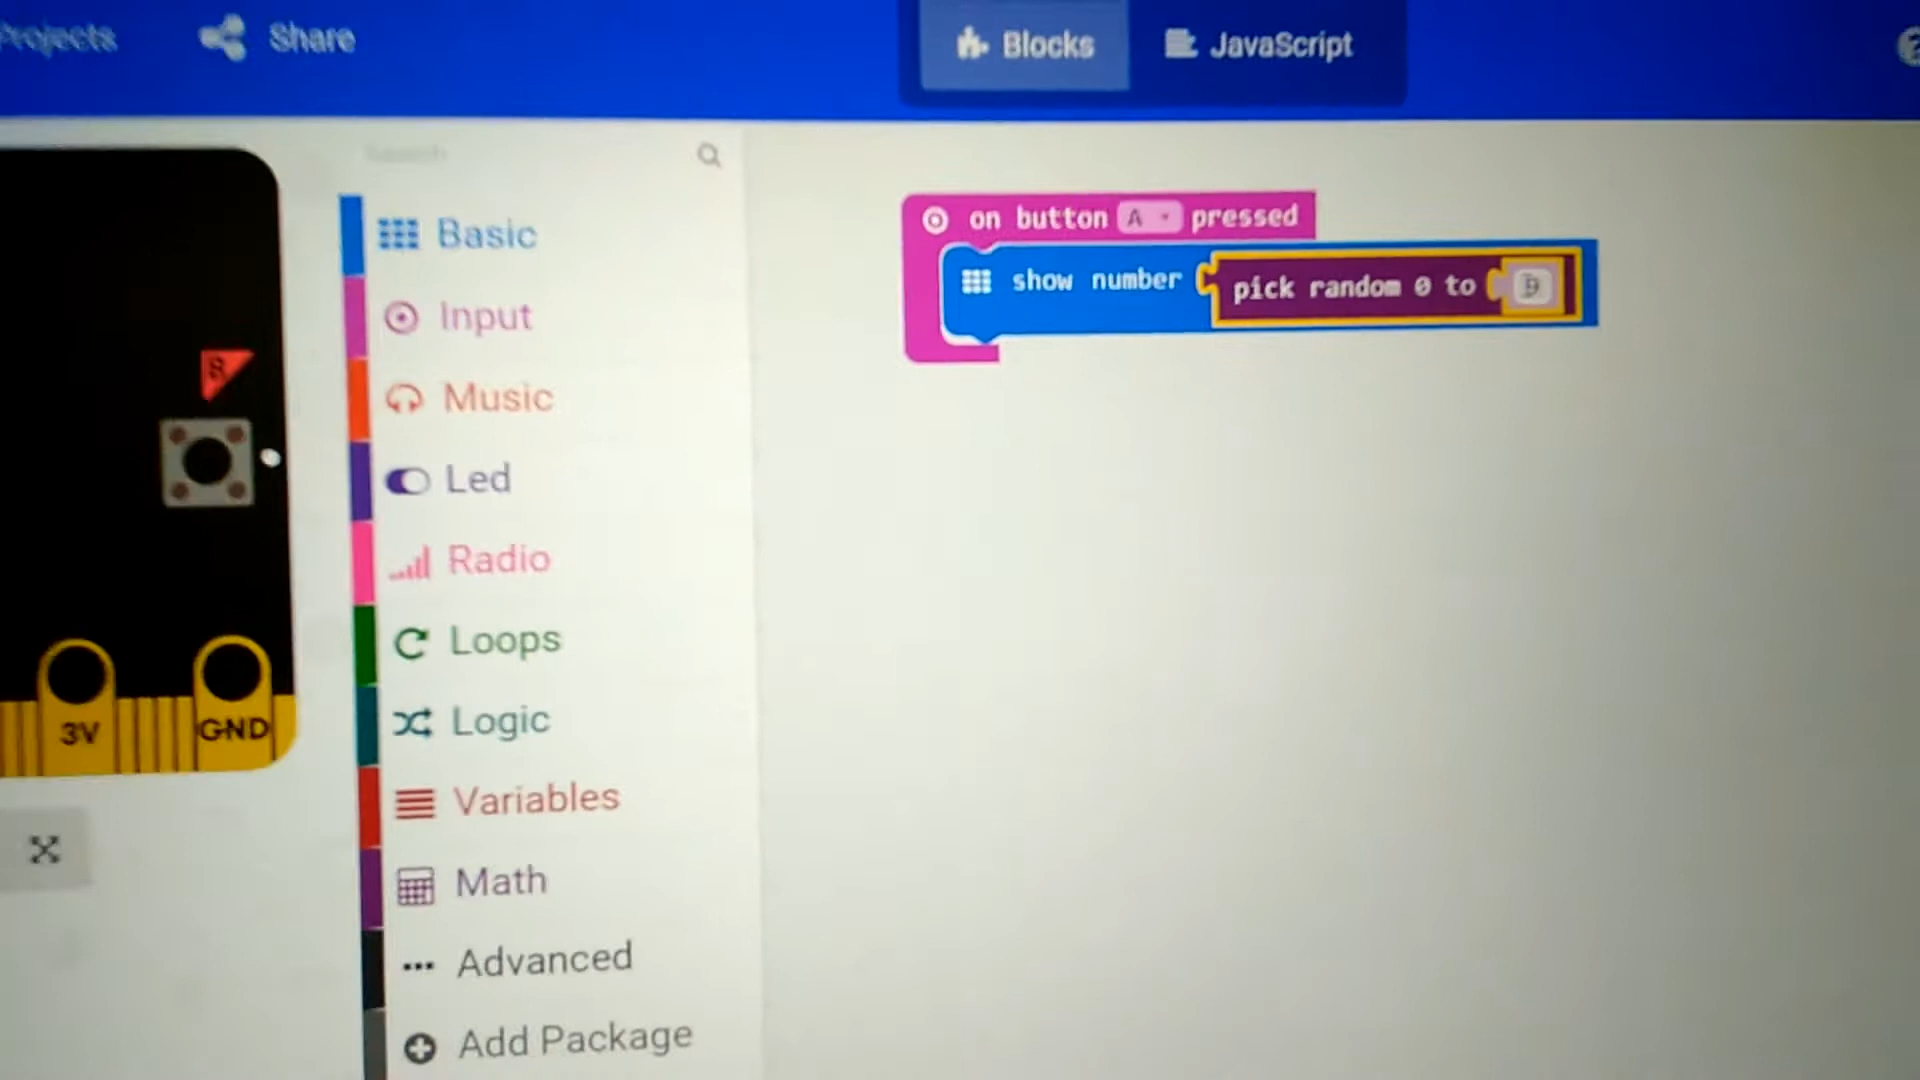 Projects
Share
Blocks
JavaScript
Search
Basic
Input
Music
Led
Radio
Loops
Logic
Variables
Math
Advanced
Add Package
on button A pressed
show number pick random 0 to
B
3V
GND